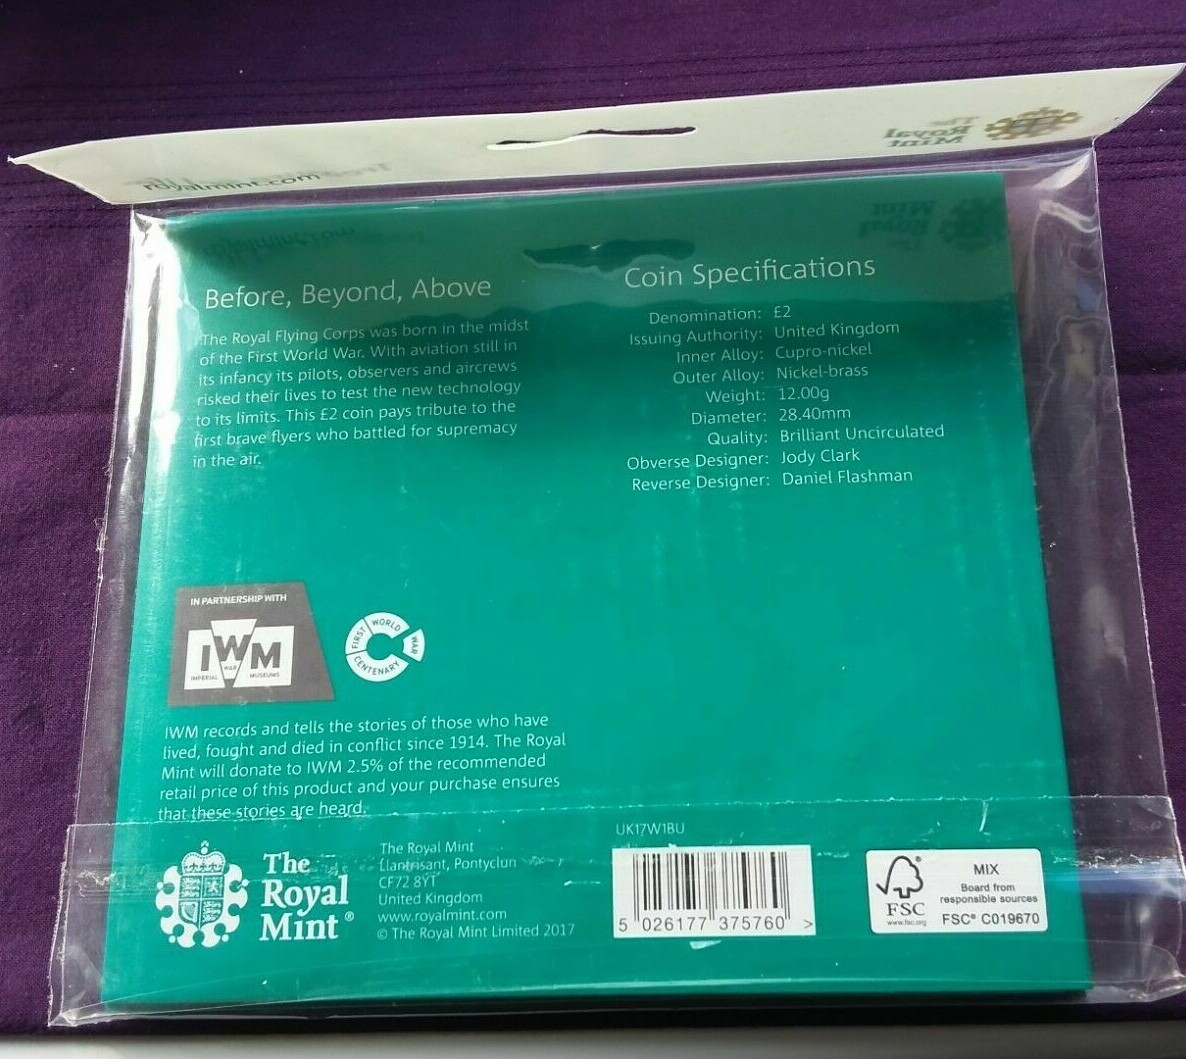 royalmint.com
The
Royal
Mint
Before, Beyond, Above
The Royal Flying Corps was born in the midst
of the First World War. With aviation still in
its infancy its pilots, observers and aircrews
risked their lives to test the new technology
to its limits. This £2 coin pays tribute to the
first brave flyers who battled for supremacy
in the air.
Coin Specifications
Denomination: £2
Issuing Authority: United Kingdom
Inner Alloy: Cupro-nickel
Outer Alloy: Nickel-brass
Weight: 12.00g
Diameter: 28.40mm
Quality: Brilliant Uncirculated
Obverse Designer: Jody Clark
Reverse Designer: Daniel Flashman
IN PARTNERSHIP WITH
IWM
IMPERIAL WAR MUSEUMS
FIRST WORLD WAR CENTENARY
IWM records and tells the stories of those who have
lived, fought and died in conflict since 1914. The Royal
Mint will donate to IWM 2.5% of the recommended
retail price of this product and your purchase ensures
that these stories are heard.
The
Royal
Mint®
The Royal Mint
Llantrisant, Pontyclun
CF72 8YT
United Kingdom
www.royalmint.com
© The Royal Mint Limited 2017
UK17W1BU
5 026177 375760 >
FSC
www.fsc.org
MIX
Board from
responsible sources
FSC® C019670